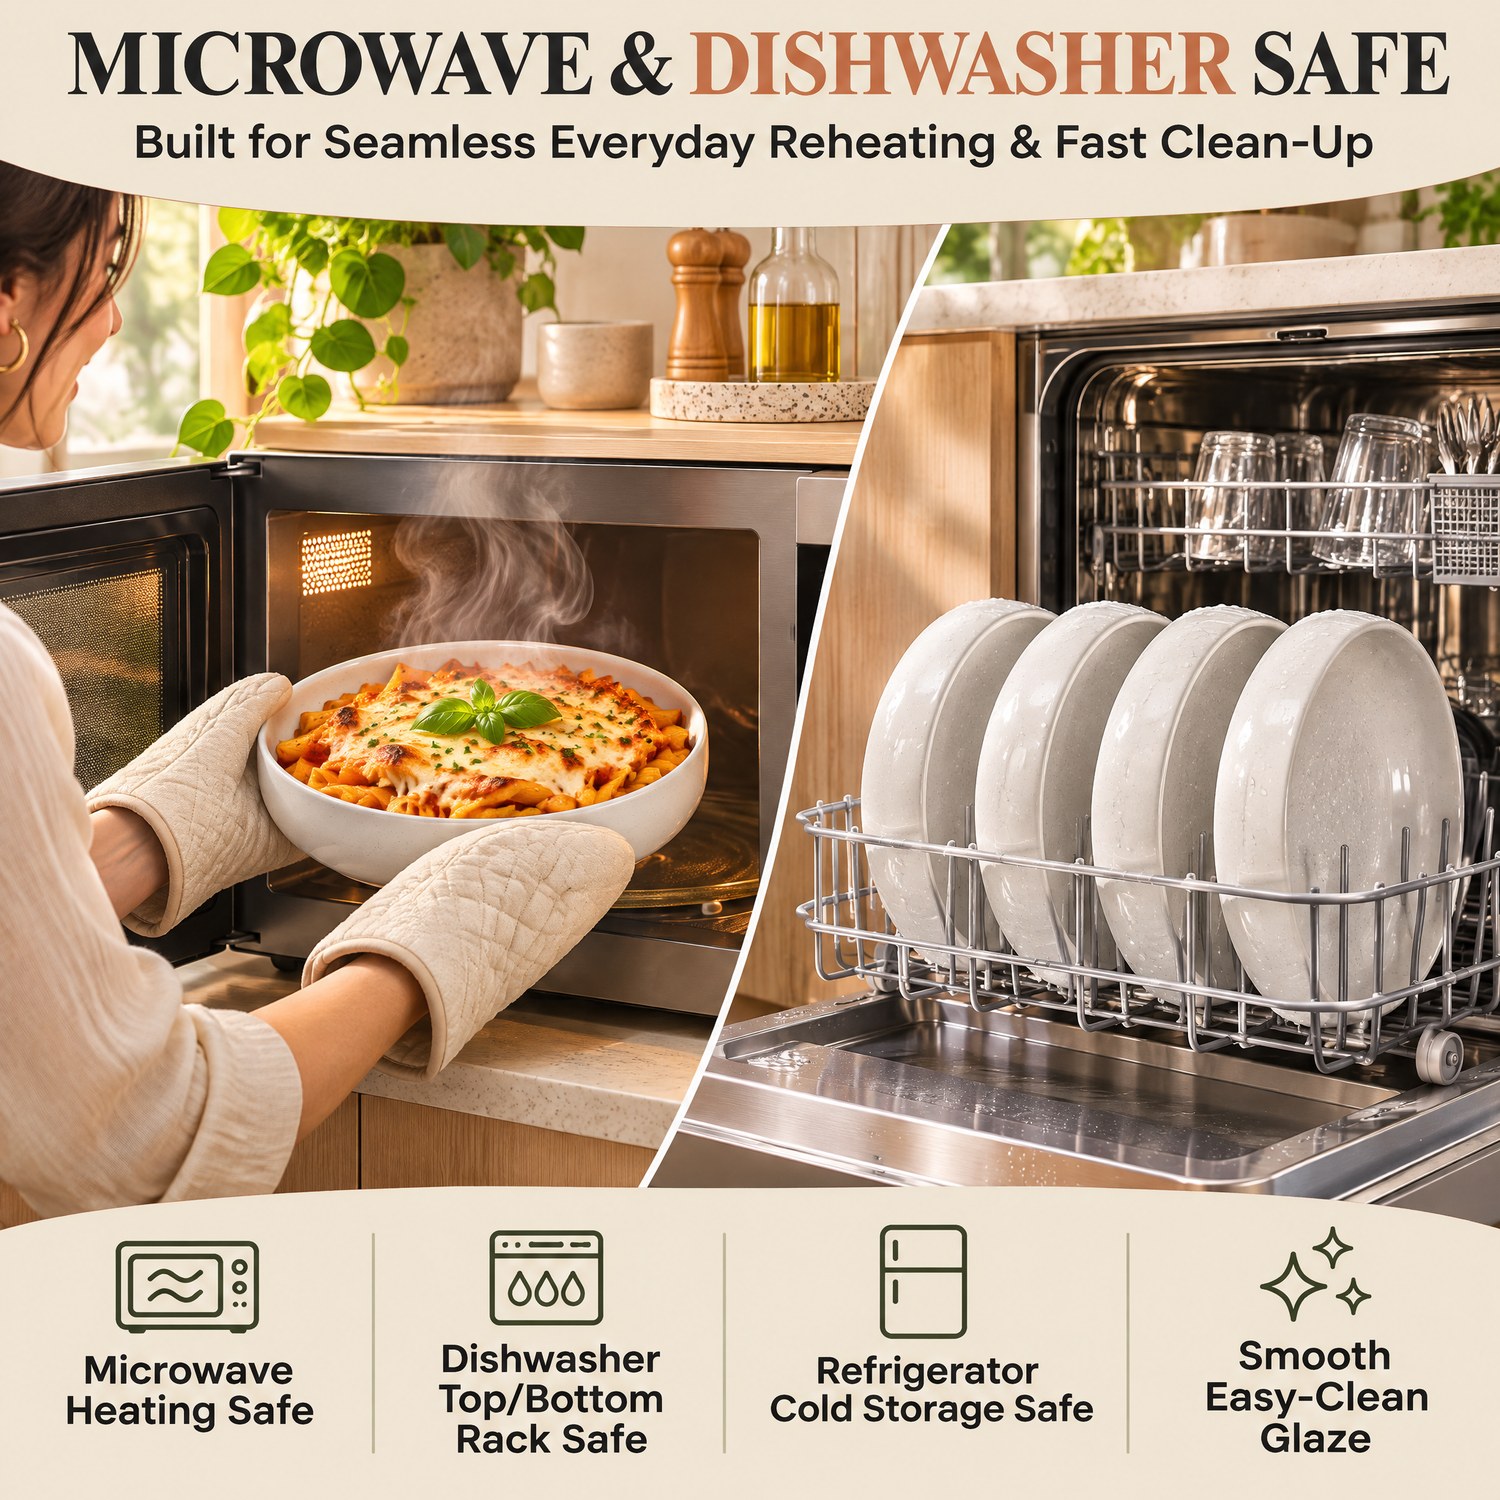 MICROWAVE & DISHWASHER SAFE
Built for Seamless Everyday Reheating & Fast Clean-Up
Microwave
Heating Safe
Dishwasher
Top/Bottom
Rack Safe
Refrigerator
Cold Storage Safe
Smooth
Easy-Clean
Glaze